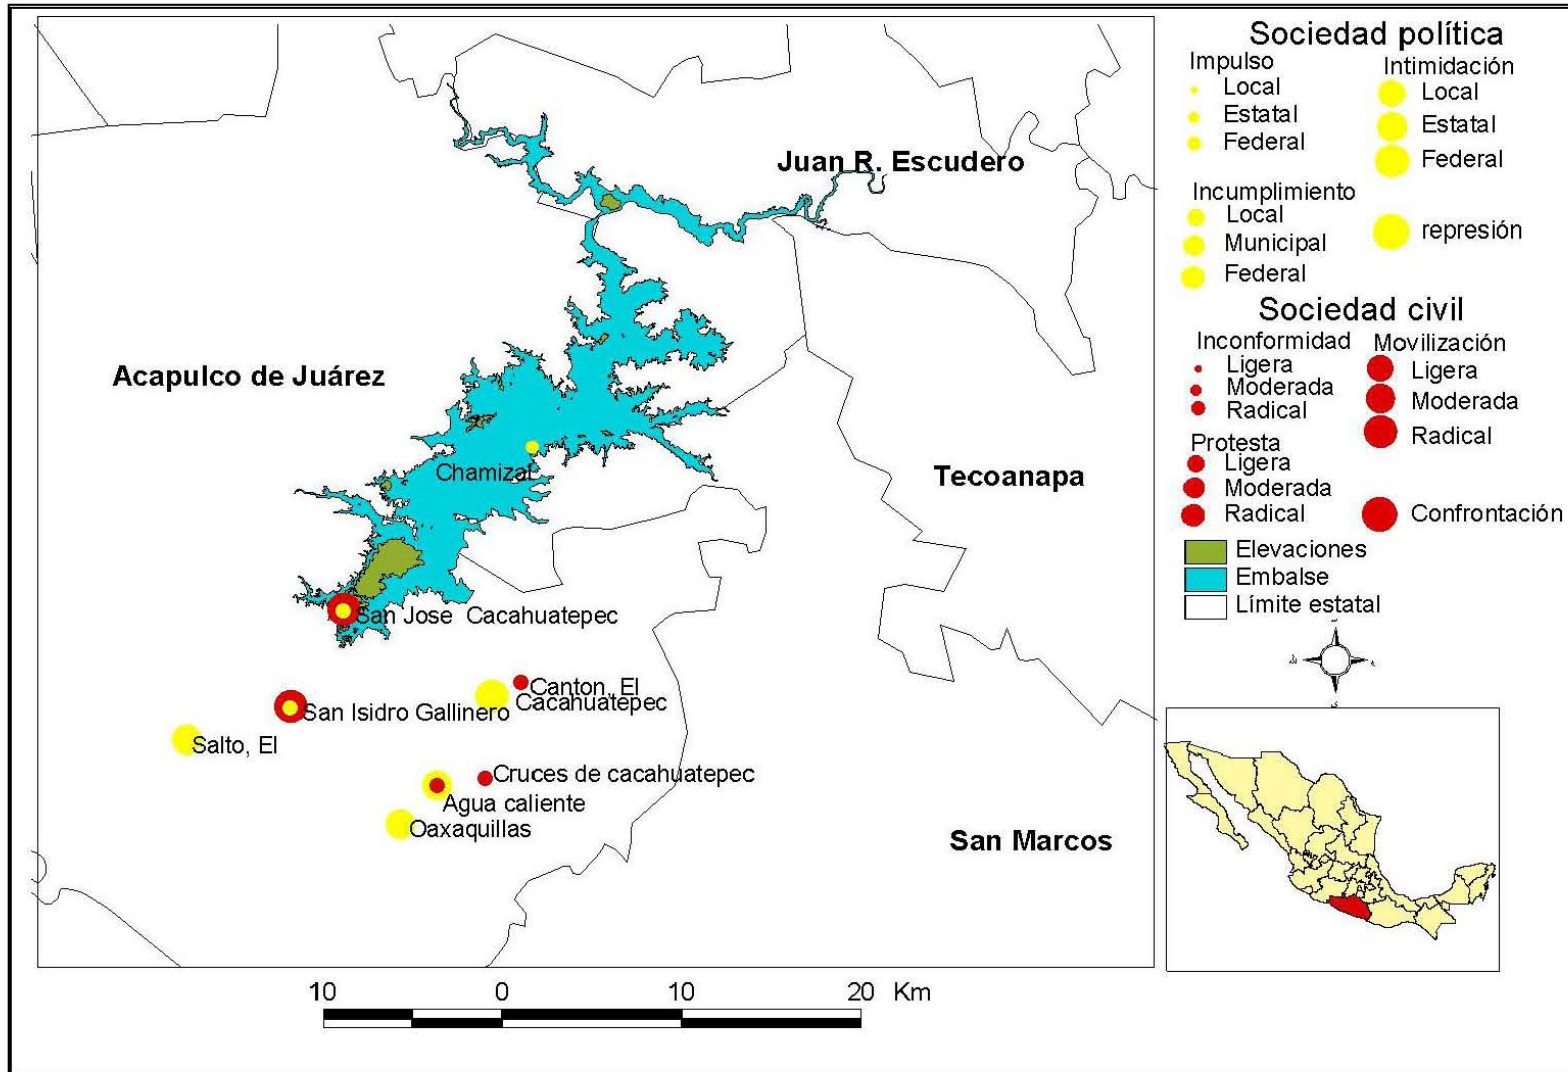 Juan R. Escudero
Acapulco de Juárez
Chamizal
Tecoanapa
San Jose Cacahuatepec
Canton, El
Cacahuatepec
San Isidro Gallinero
Salto, El
Cruces de cacahuatepec
Agua caliente
Oaxaquillas
San Marcos
10 0 10 20 Km
Sociedad política
Impulso
Local
Estatal
Federal
Intimidación
Local
Estatal
Federal
Incumplimiento
Local
Municipal
Federal
represión
Sociedad civil
Inconformidad
Ligera
Moderada
Radical
Movilización
Ligera
Moderada
Radical
Protesta
Ligera
Moderada
Radical
Confrontación
Elevaciones
Embalse
Límite estatal